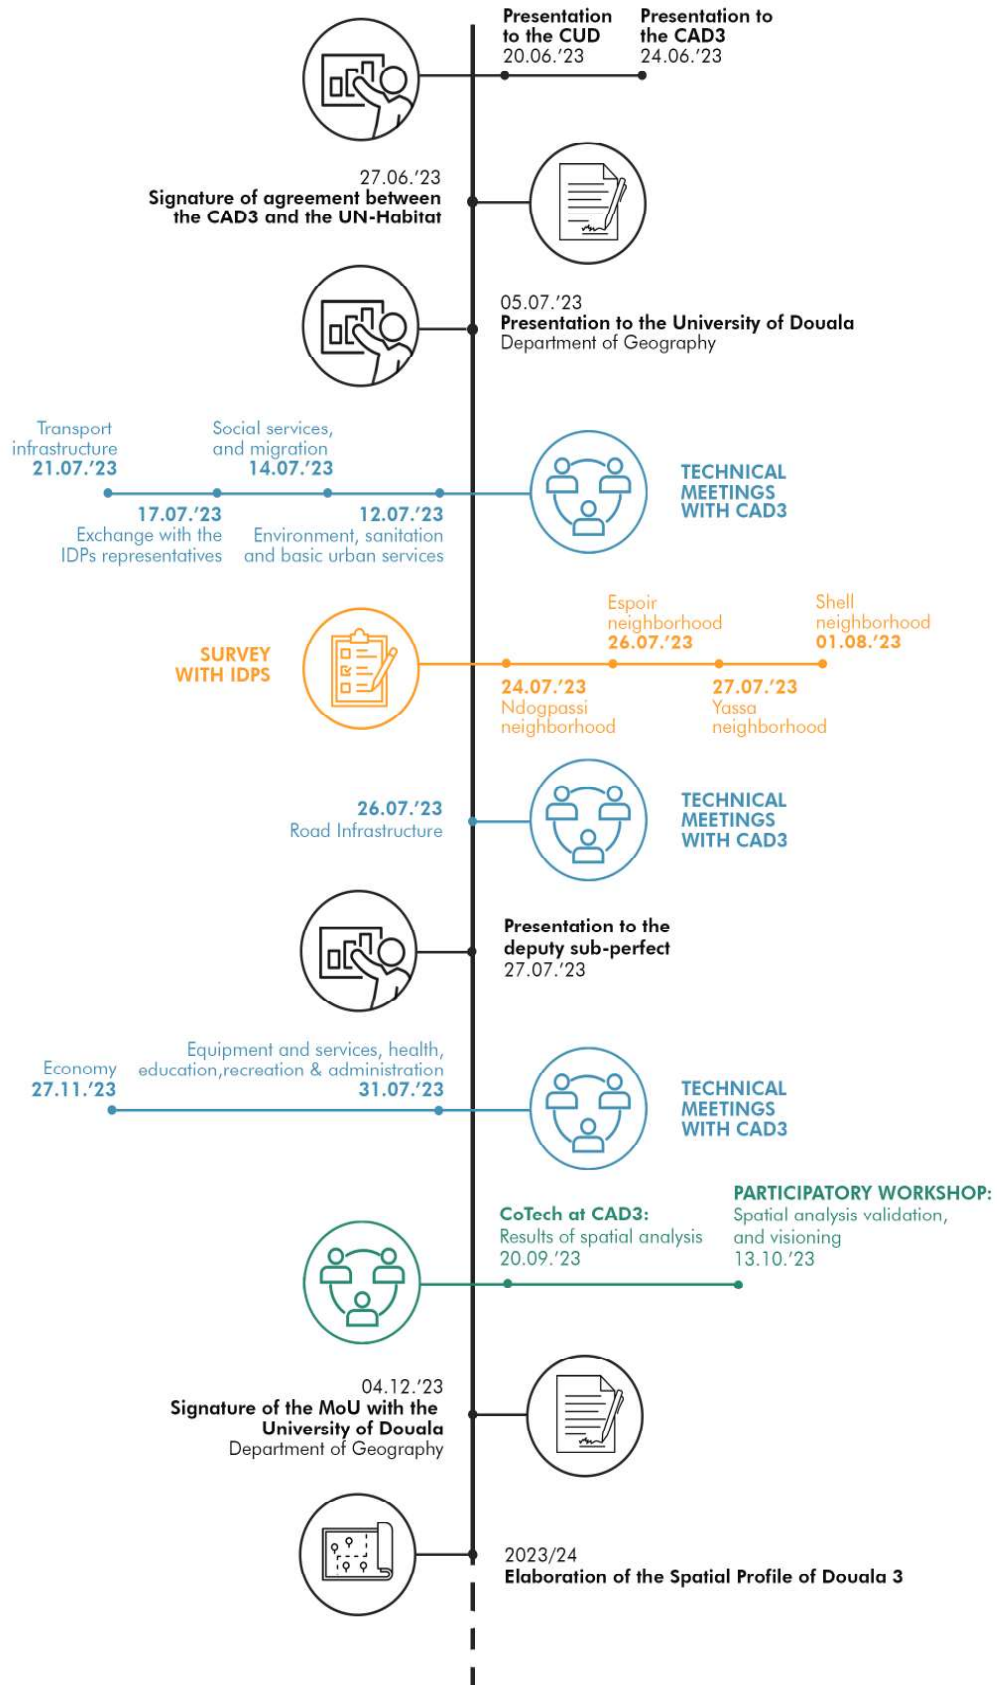 Presentation
to the CUD
20.06.'23
Presentation to
the CAD3
24.06.'23
27.06.'23
Signature of agreement between
the CAD3 and the UN-Habitat
05.07.'23
Presentation to the University of Douala
Department of Geography
Transport
infrastructure
21.07.'23
Social services,
and migration
14.07.'23
17.07.'23
Exchange with the
IDPs representatives
12.07.'23
Environment, sanitation
and basic urban services
TECHNICAL
MEETINGS
WITH CAD3
SURVEY
WITH IDPS
Espoir
neighborhood
26.07.'23
Shell
neighborhood
01.08.'23
24.07.'23
Ndogpassi
neighborhood
27.07.'23
Yassa
neighborhood
26.07.'23
Road Infrastructure
TECHNICAL
MEETINGS
WITH CAD3
Presentation to the
deputy sub-perfect
27.07.'23
Economy
27.11.'23
Equipment and services, health,
education,recreation & administration
31.07.'23
TECHNICAL
MEETINGS
WITH CAD3
CoTech at CAD3:
Results of spatial analysis
20.09.'23
PARTICIPATORY WORKSHOP:
Spatial analysis validation,
and visioning
13.10.'23
04.12.'23
Signature of the MoU with the
University of Douala
Department of Geography
2023/24
Elaboration of the Spatial Profile of Douala 3